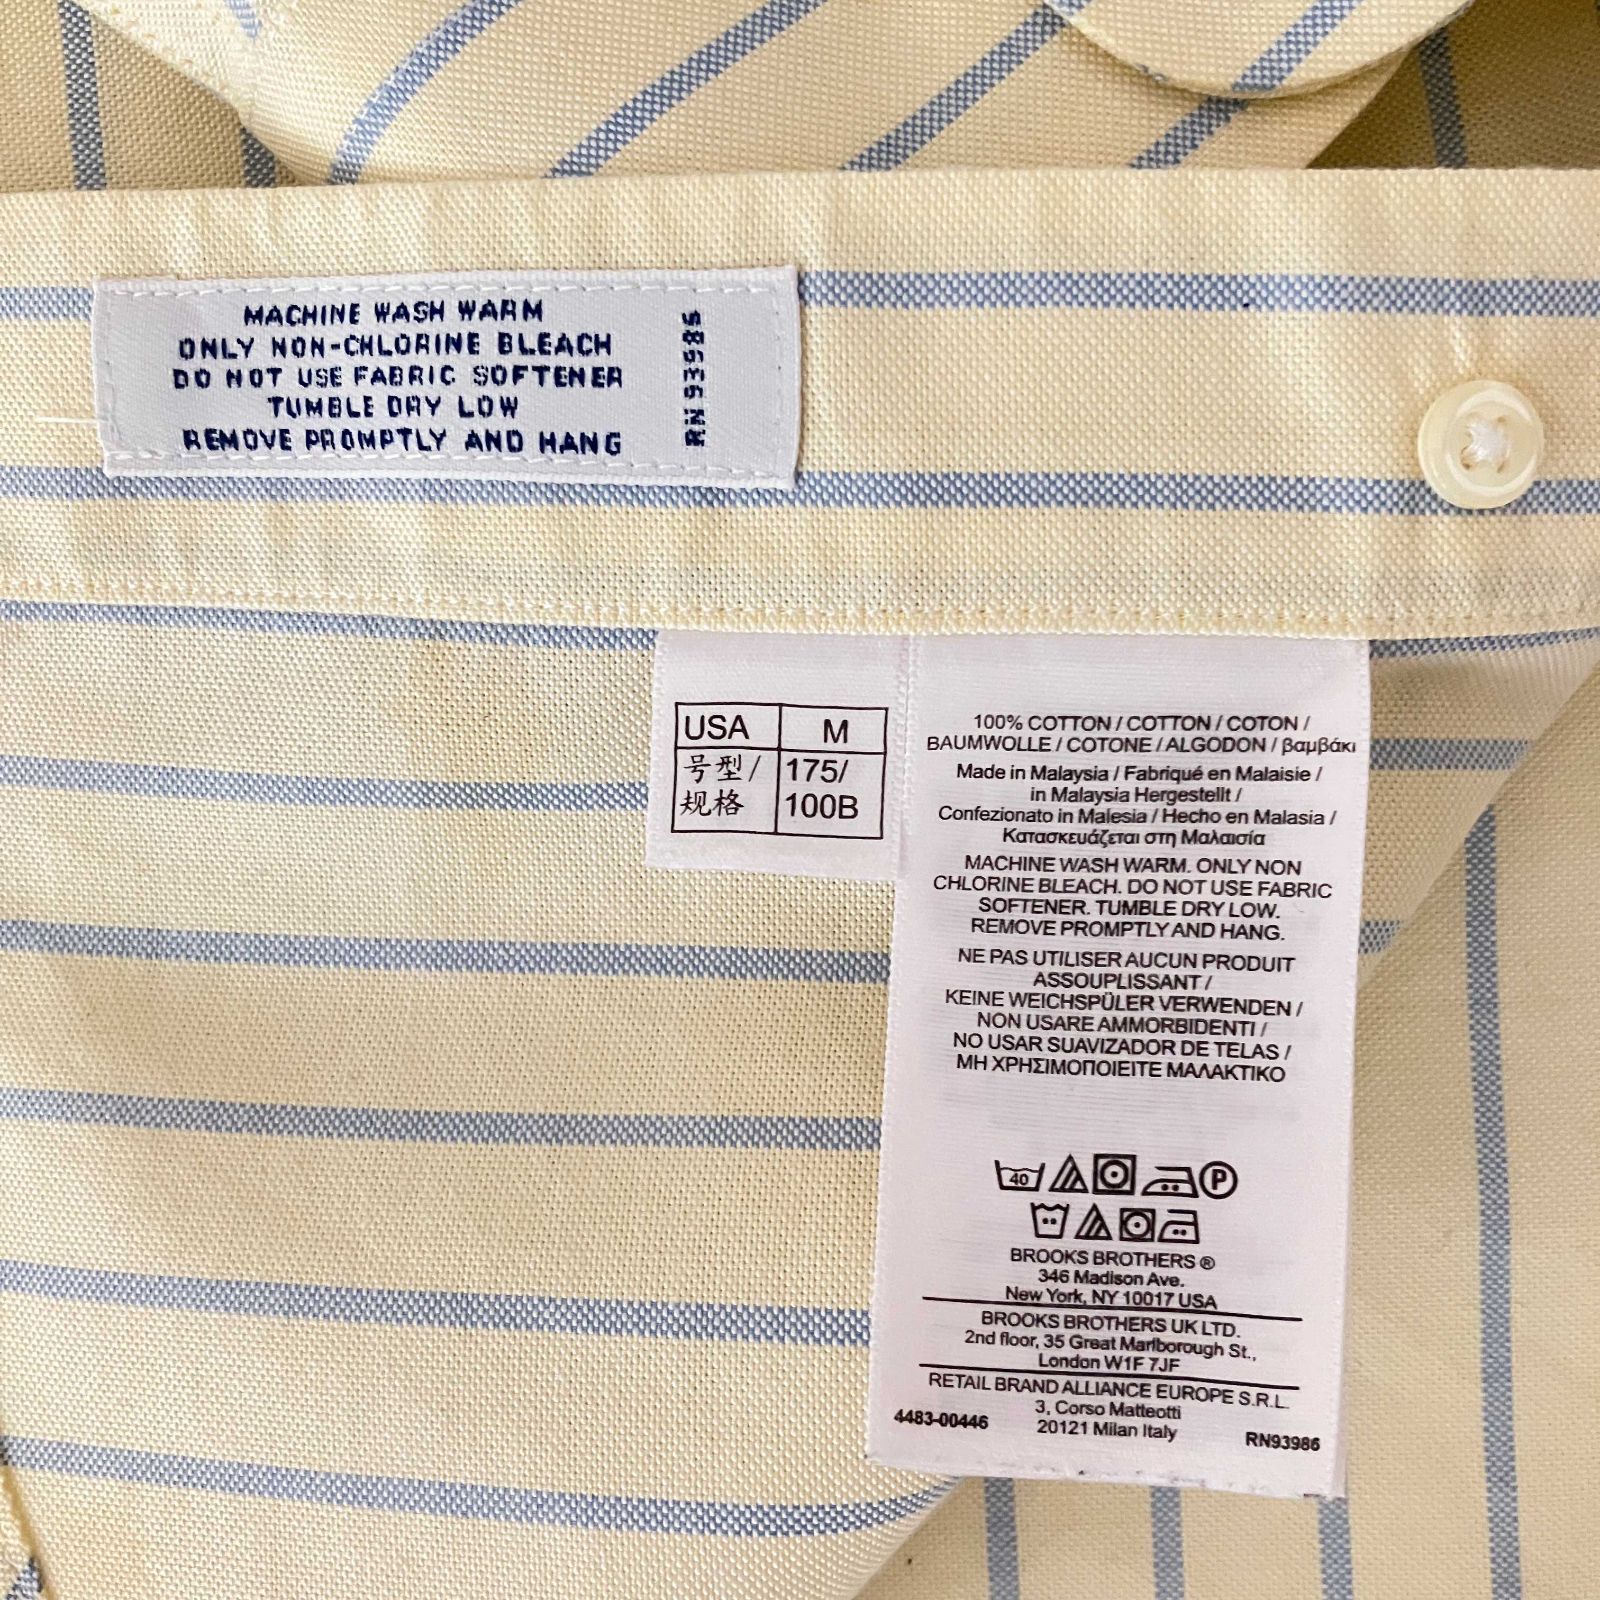 MACHINE WASH WARM
ONLY NON-CHLORINE BLEACH
DO NOT USE FABRIC SOFTENER
TUMBLE DRY LOW
REMOVE PROMPTLY AND HANG
RN 93986
USA M
号型/ 175/
规格 100B
100% COTTON / COTTON / COTON /
BAUMWOLLE / COTONE / ALGODON / βαμβάκι
Made in Malaysia / Fabriqué en Malaisie /
in Malaysia Hergestellt /
Confezionato in Malesia / Hecho en Malasia /
Κατασκευάζεται στη Μαλαισία
MACHINE WASH WARM. ONLY NON
CHLORINE BLEACH. DO NOT USE FABRIC
SOFTENER. TUMBLE DRY LOW.
REMOVE PROMPTLY AND HANG.
NE PAS UTILISER AUCUN PRODUIT
ASSOUPLISSANT /
KEINE WEICHSPÜLER VERWENDEN /
NON USARE AMMORBIDENTI /
NO USAR SUAVIZADOR DE TELAS /
ΜΗ ΧΡΗΣΙΜΟΠΟΙΕΙΤΕ ΜΑΛΑΚΤΙΚΟ
40 P
BROOKS BROTHERS ®
346 Madison Ave.
New York, NY 10017 USA
BROOKS BROTHERS UK LTD.
2nd floor, 35 Great Marlborough St.,
London W1F 7JF
RETAIL BRAND ALLIANCE EUROPE S.R.L.
3, Corso Matteotti
20121 Milan Italy
4483-00446
RN93986